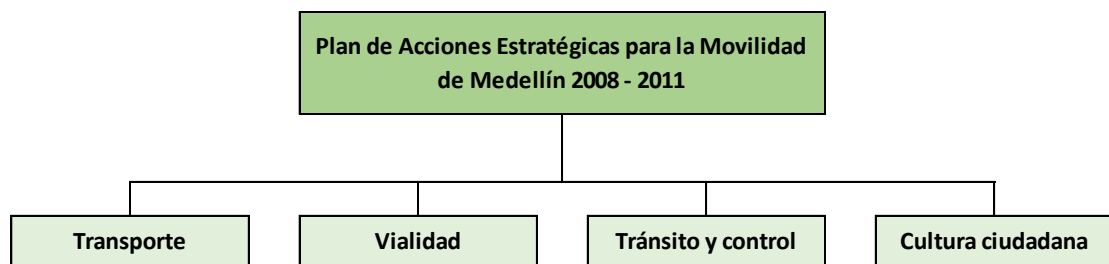 Plan de Acciones Estratégicas para la Movilidad
de Medellín 2008 - 2011
Transporte
Vialidad
Tránsito y control
Cultura ciudadana